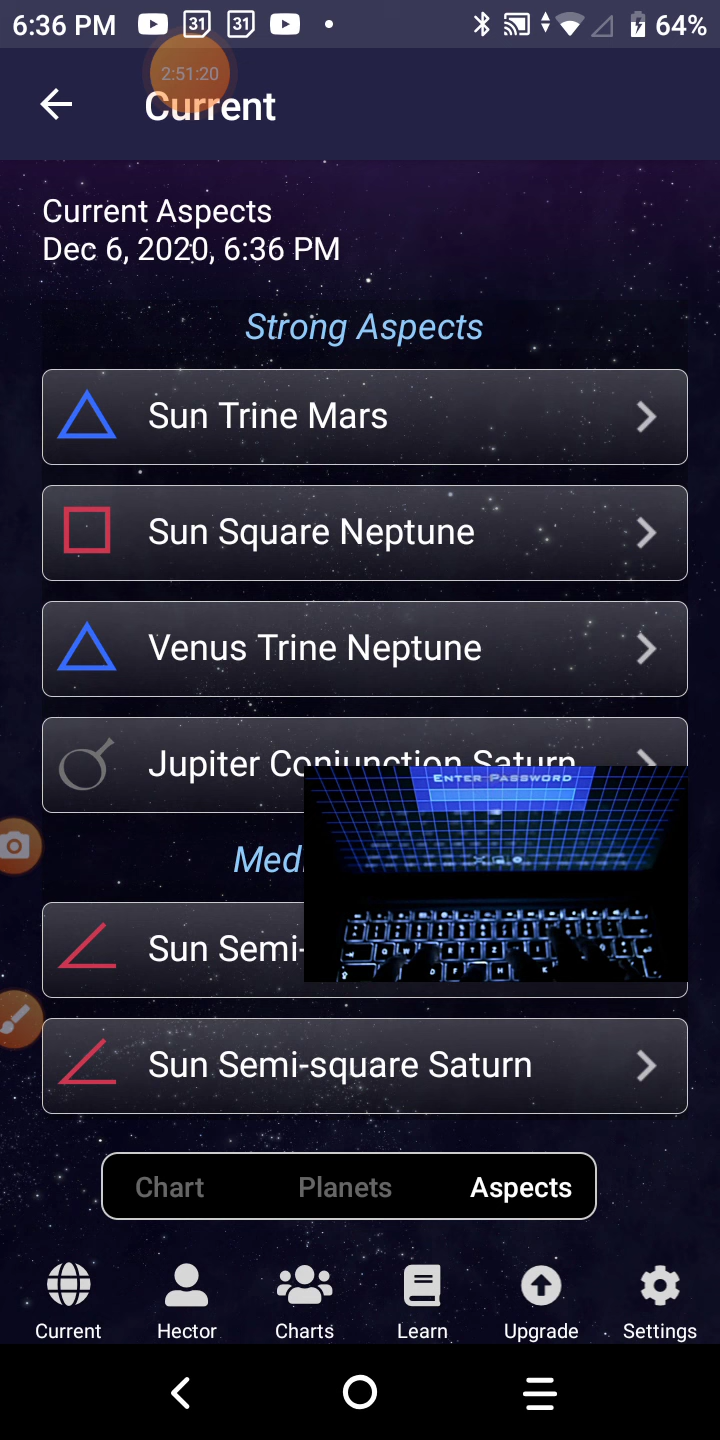 6:36 PM 31 31 64%
2:51:20
Current
Current Aspects
Dec 6, 2020, 6:36 PM
Strong Aspects
Sun Trine Mars
Sun Square Neptune
Venus Trine Neptune
Jupiter Conjunction Saturn
ENTER PASSWORD
Med
Sun Semi-
Sun Semi-square Saturn
Chart Planets Aspects
Current Hector Charts Learn Upgrade Settings